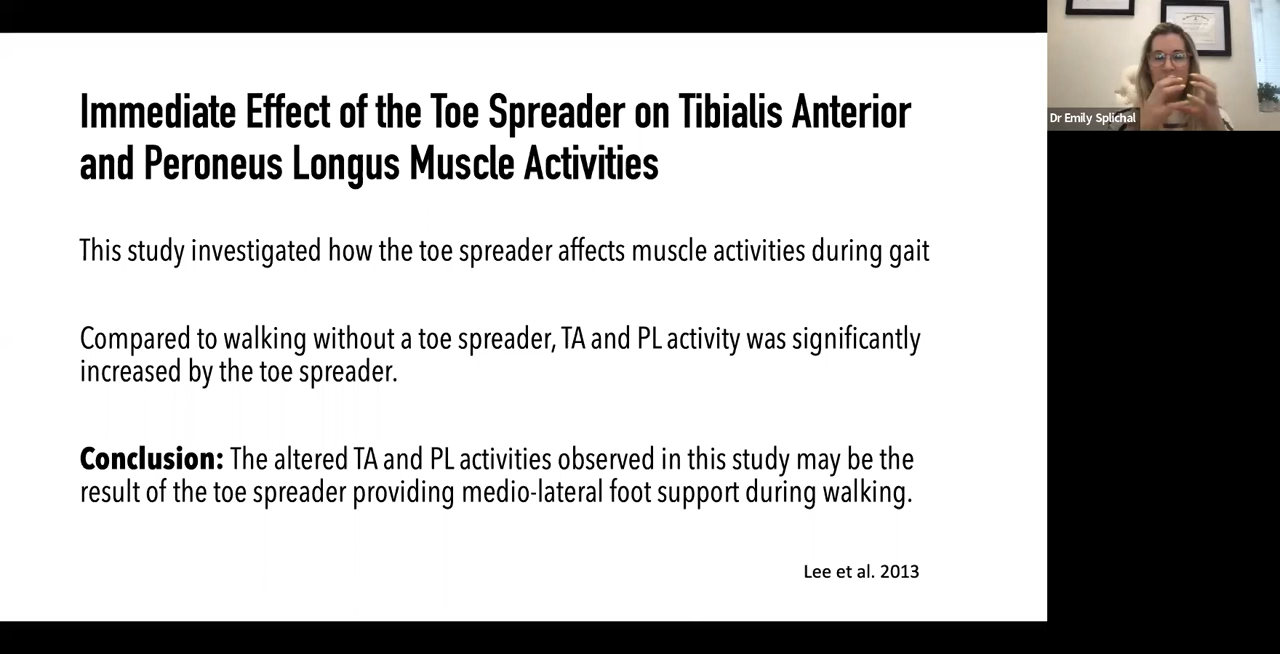 Immediate Effect of the Toe Spreader on Tibialis Anterior
and Peroneus Longus Muscle Activities
This study investigated how the toe spreader affects muscle activities during gait
Compared to walking without a toe spreader, TA and PL activity was significantly
increased by the toe spreader.
Conclusion: The altered TA and PL activities observed in this study may be the
result of the toe spreader providing medio-lateral foot support during walking.
Lee et al. 2013
Dr Emily Splichal